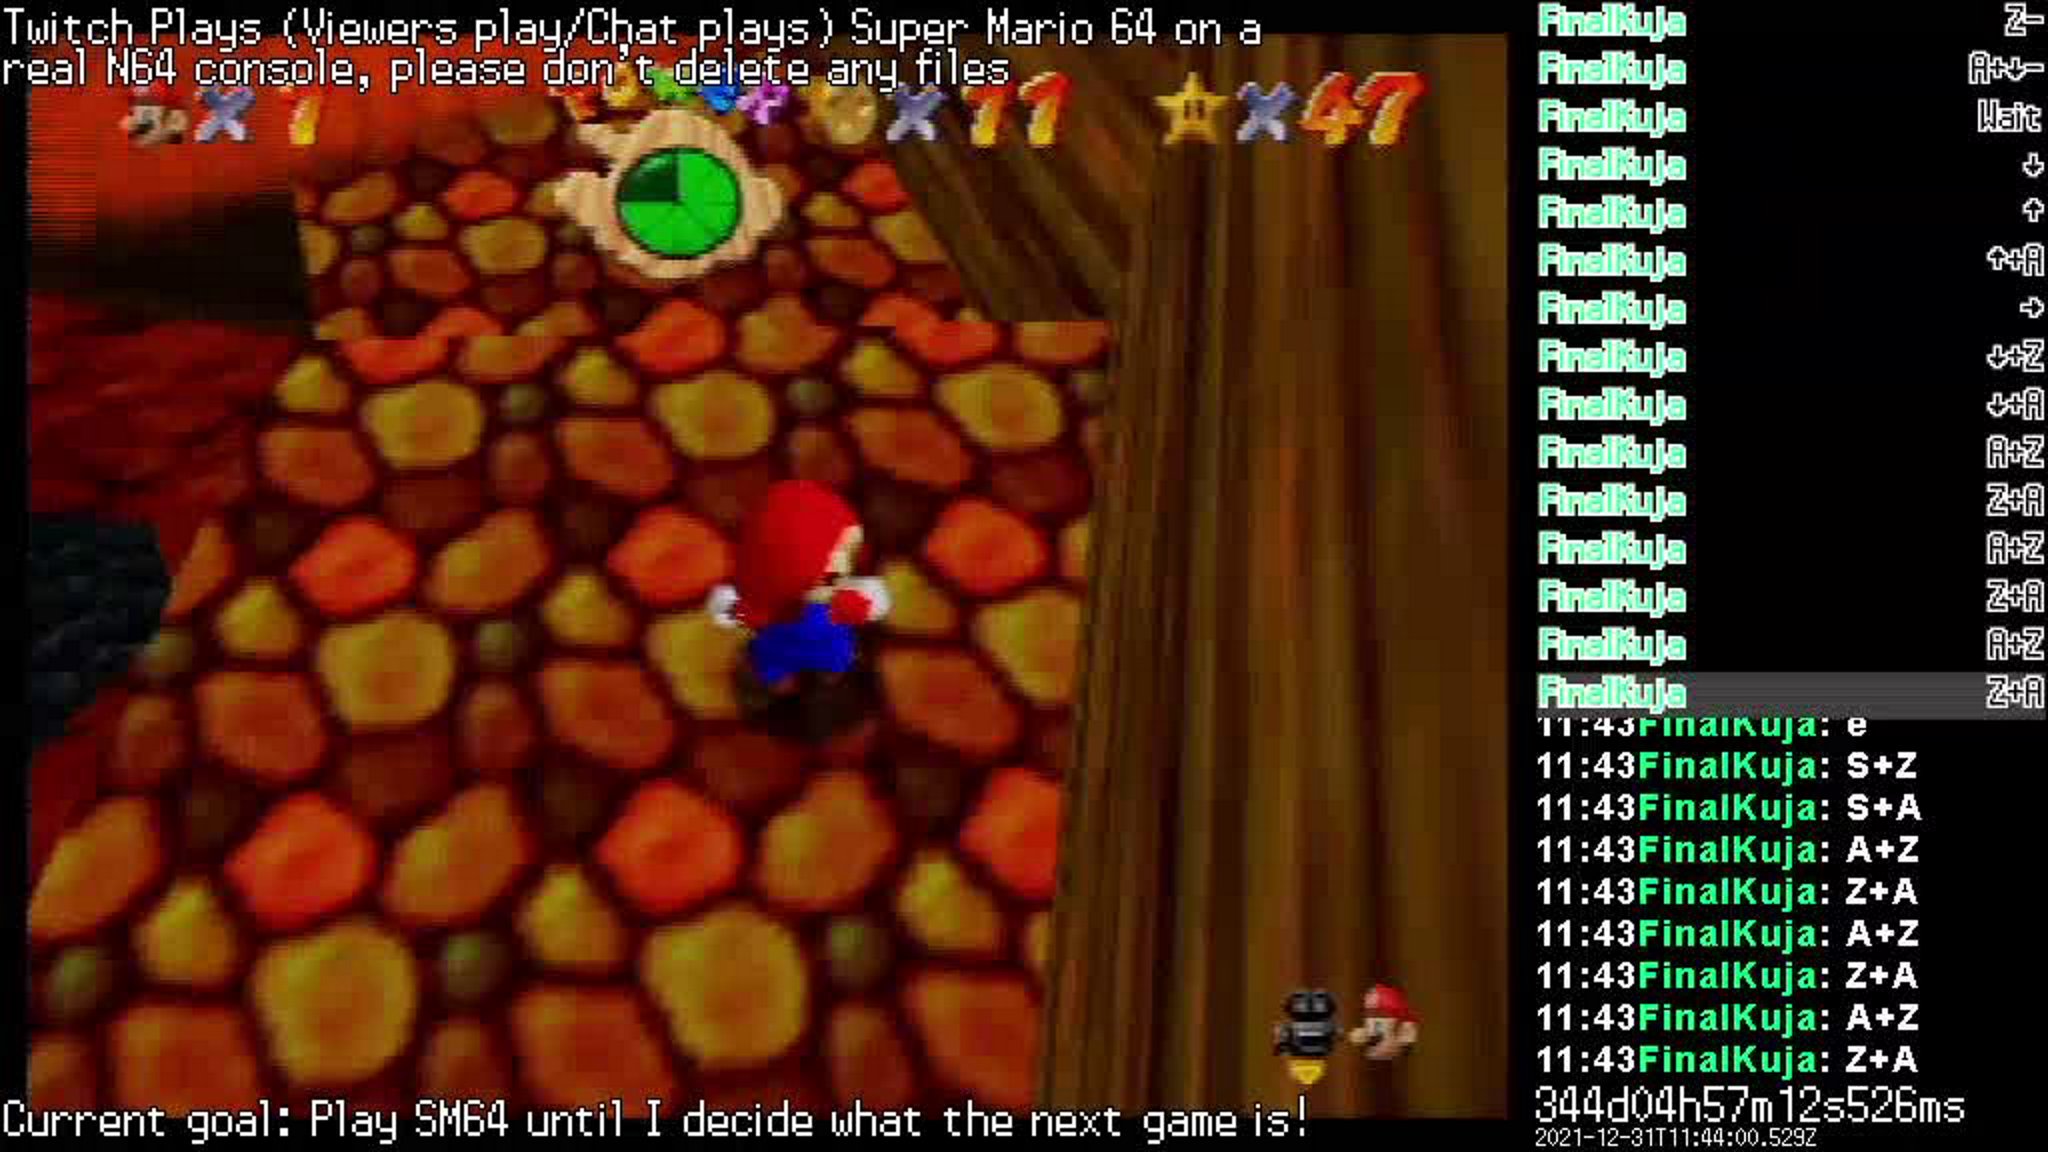 Twitch Plays (Viewers play/Chat plays) Super Mario 64 on a
real N64 console, please don't delete any files
× 1
× 11
× 47
FinalKuja Z-
FinalKuja A+↓-
FinalKuja Wait
FinalKuja ↓
FinalKuja ↑
FinalKuja ↑+A
FinalKuja →
FinalKuja ↓+Z
FinalKuja ↓+A
FinalKuja A+Z
FinalKuja Z+A
FinalKuja A+Z
FinalKuja Z+A
FinalKuja A+Z
FinalKuja Z+A
11:43FinalKuja: e
11:43FinalKuja: S+Z
11:43FinalKuja: S+A
11:43FinalKuja: A+Z
11:43FinalKuja: Z+A
11:43FinalKuja: A+Z
11:43FinalKuja: Z+A
11:43FinalKuja: A+Z
11:43FinalKuja: Z+A
344d04h57m12s526ms
2021-12-31T11:44:00.529Z
Current goal: Play SM64 until I decide what the next game is!